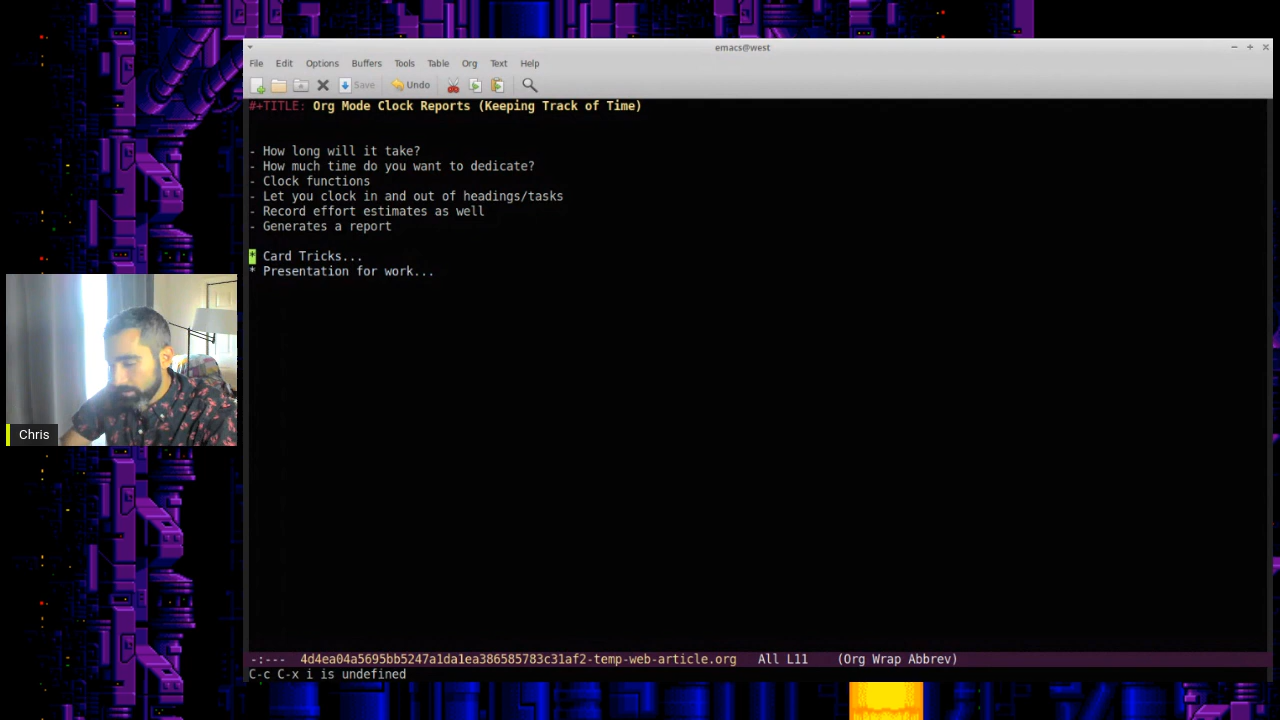 emacs@west
File Edit Options Buffers Tools Table Org Text Help
Save Undo
#+TITLE: Org Mode Clock Reports (Keeping Track of Time)
- How long will it take?
- How much time do you want to dedicate?
- Clock functions
- Let you clock in and out of headings/tasks
- Record effort estimates as well
- Generates a report
* Card Tricks...
* Presentation for work...
Chris
-:--- 4d4ea04a5695bb5247a1da1ea386585783c31af2-temp-web-article.org All L11 (Org Wrap Abbrev)
C-c C-x i is undefined